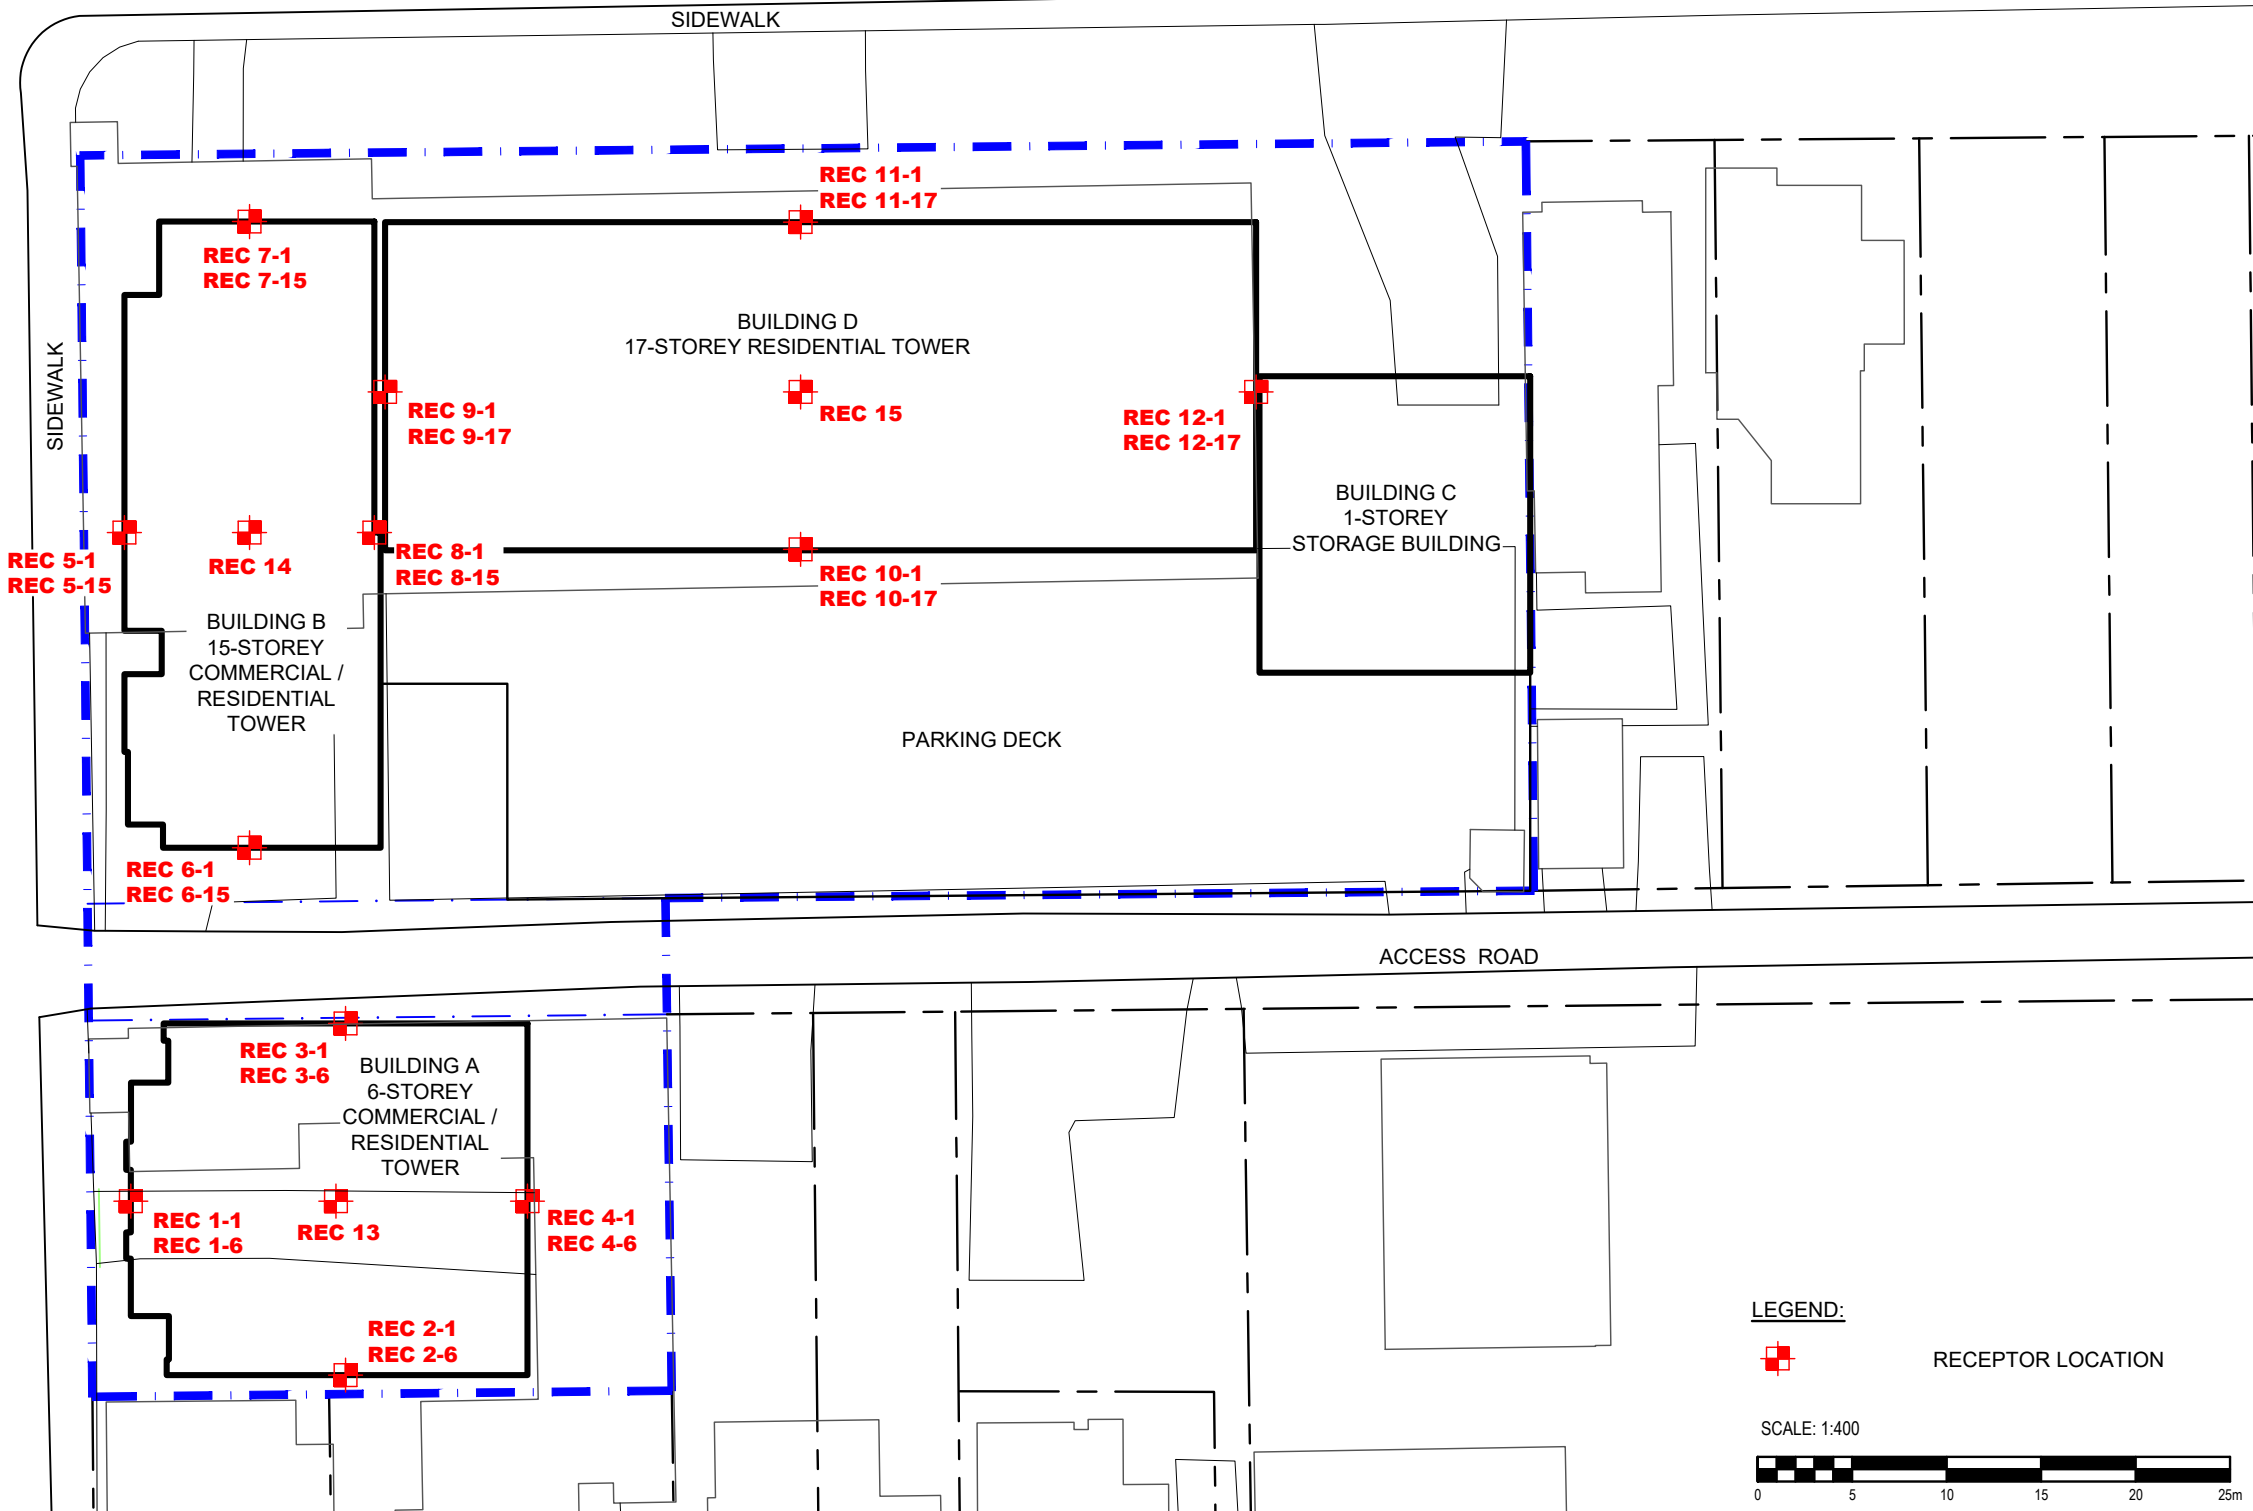 SIDEWALK
REC 11-1
REC 11-17
REC 7-1
REC 7-15
BUILDING D
17-STOREY RESIDENTIAL TOWER
SIDEWALK
REC 9-1
REC 9-17
REC 15
REC 12-1
REC 12-17
BUILDING C
1-STOREY
STORAGE BUILDING
REC 5-1
REC 5-15
REC 14
REC 8-1
REC 8-15
REC 10-1
REC 10-17
BUILDING B
15-STOREY
COMMERCIAL /
RESIDENTIAL
TOWER
PARKING DECK
REC 6-1
REC 6-15
ACCESS ROAD
REC 3-1
REC 3-6
BUILDING A
6-STOREY
COMMERCIAL /
RESIDENTIAL
TOWER
REC 1-1
REC 1-6
REC 13
REC 4-1
REC 4-6
REC 2-1
REC 2-6
LEGEND:
RECEPTOR LOCATION
SCALE: 1:400
0 5 10 15 20 25m